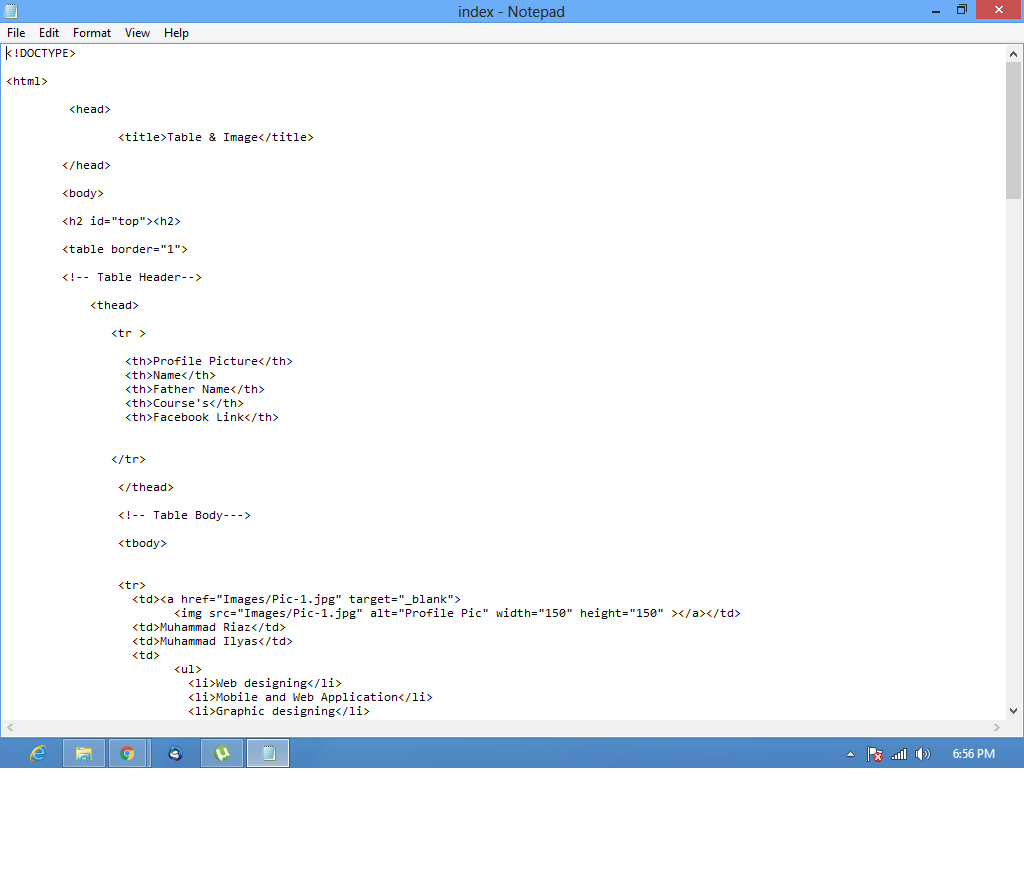 index - Notepad
File Edit Format View Help
<!DOCTYPE>
<html>
<head>
<title>Table & Image</title>
</head>
<body>
<h2 id="top"><h2>
<table border="1">
<!-- Table Header-->
<thead>
<tr >
<th>Profile Picture</th>
<th>Name</th>
<th>Father Name</th>
<th>Course's</th>
<th>Facebook Link</th>
</tr>
</thead>
<!-- Table Body--->
<tbody>
<tr>
<td><a href="Images/Pic-1.jpg" target="_blank">
<img src="Images/Pic-1.jpg" alt="Profile Pic" width="150" height="150" ></a></td>
<td>Muhammad Riaz</td>
<td>Muhammad Ilyas</td>
<td>
<ul>
<li>Web designing</li>
<li>Mobile and Web Application</li>
<li>Graphic designing</li>
6:56 PM